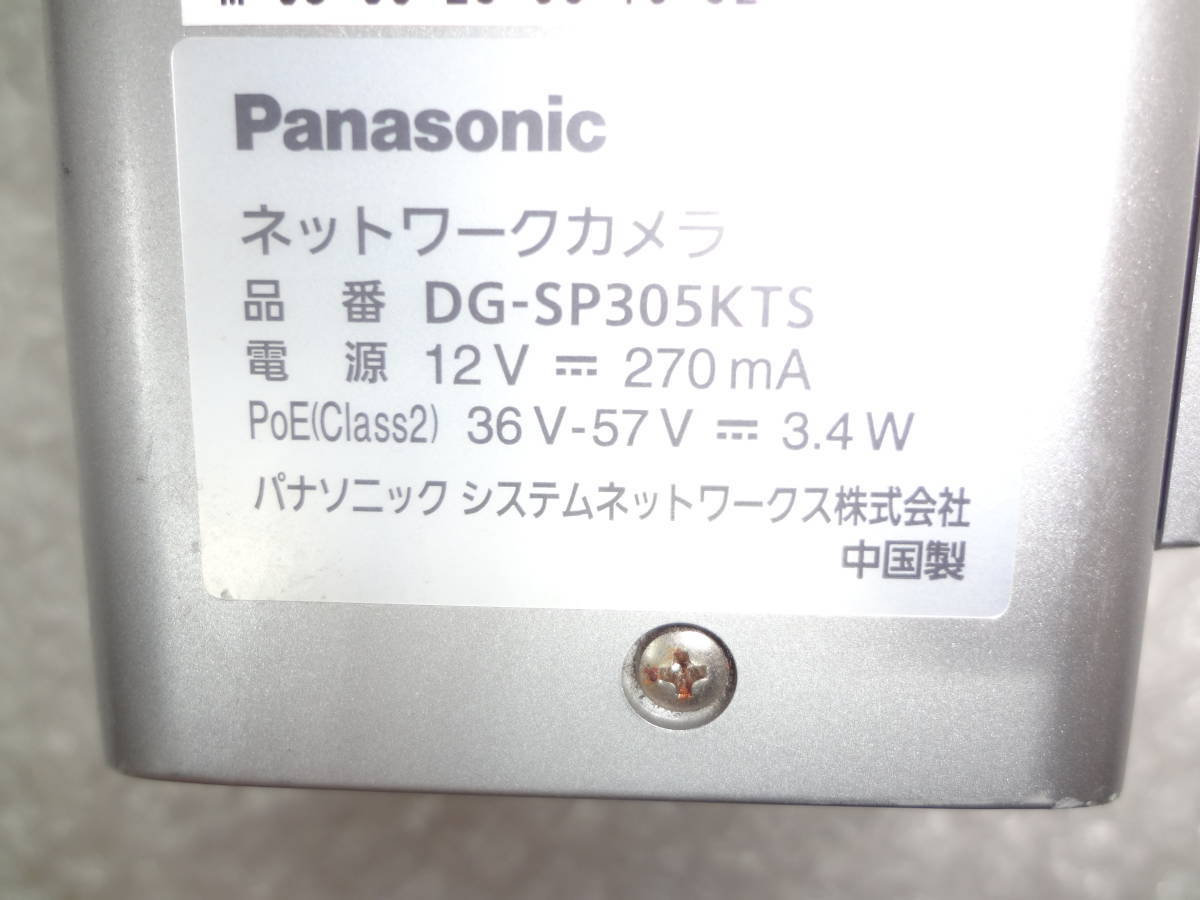 Panasonic
ネットワークカメラ
品 番 DG-SP305KTS
電 源 12V ⎓ 270mA
PoE(Class2) 36V-57V ⎓ 3.4W
パナソニック システムネットワークス株式会社
中国製